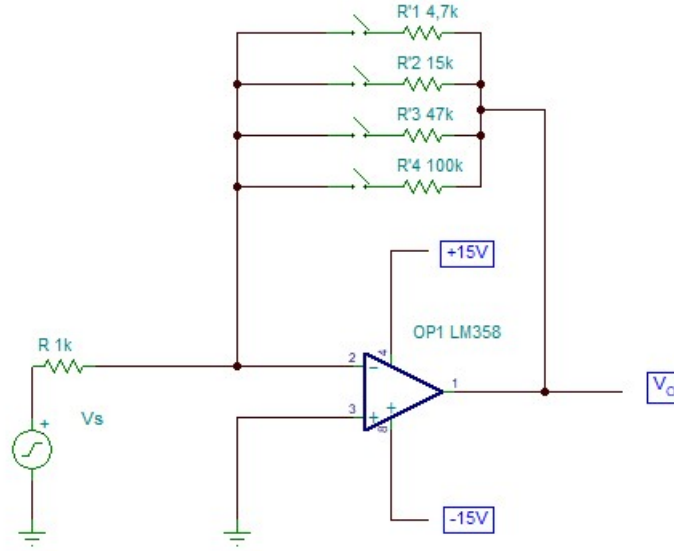 R'1 4,7k
R'2 15k
R'3 47k
R'4 100k
+15V
OP1 LM358
R 1k
2
4
−
1
3
+
+
8
V
+
Vs
-15V